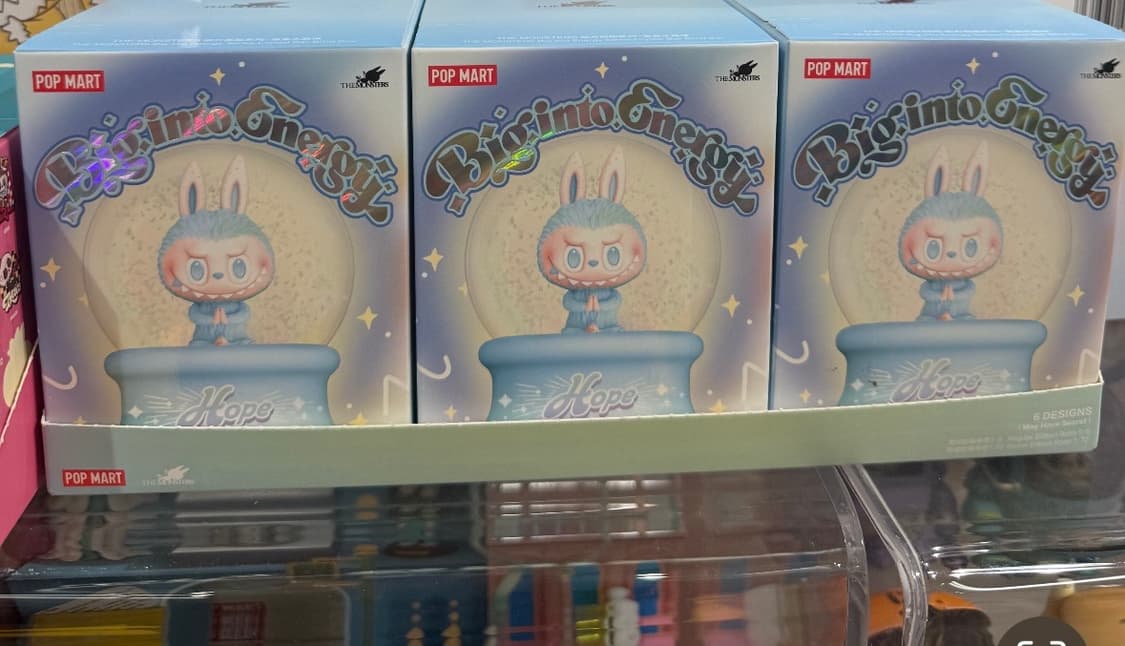 POP MART
THE MONSTERS
Big into Energy
Hope
POP MART
THE MONSTERS
Big into Energy
Hope
POP MART
THE MONSTERS
Big into Energy
Hope
POP MART
THE MONSTERS
6 DESIGNS
(May Have Secret)